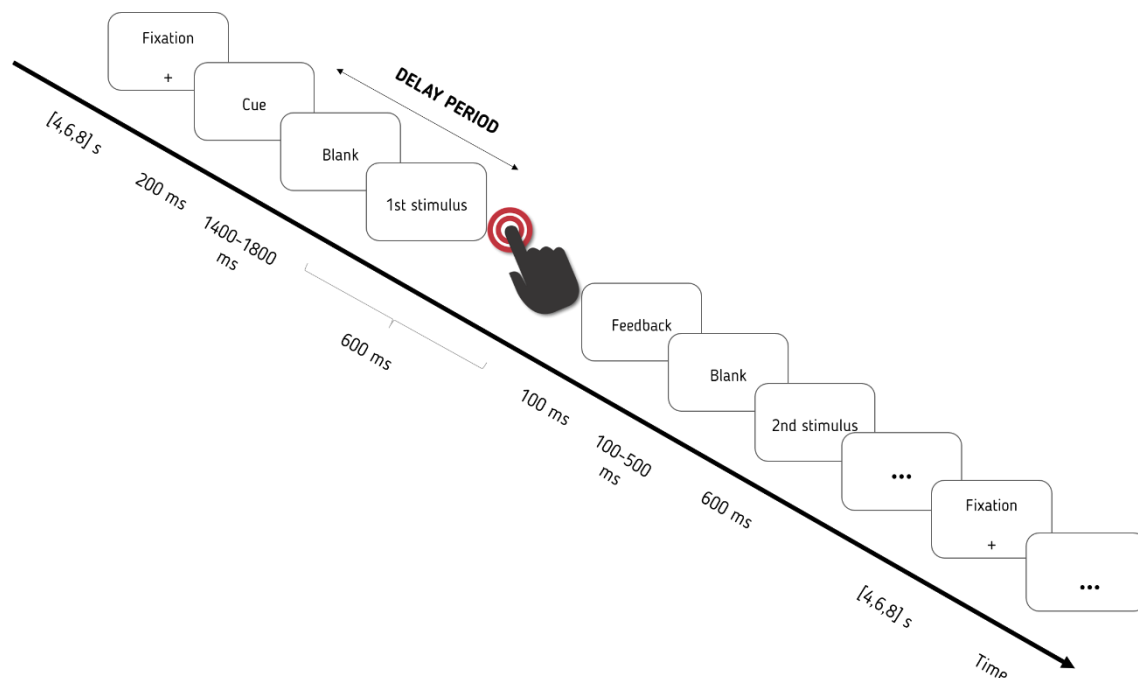 Fixation
+
Cue
DELAY PERIOD
Blank
1st stimulus
[4,6,8] s
200 ms
1400-1800
ms
600 ms
Feedback
Blank
2nd stimulus
...
Fixation
+
...
100 ms
100-500
ms
600 ms
[4,6,8] s
Time